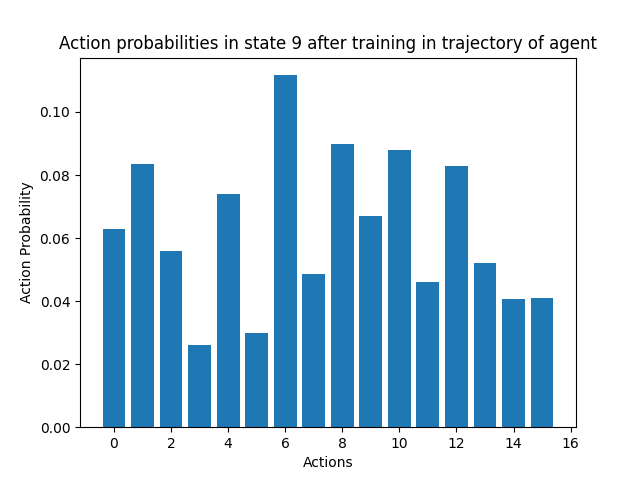 Action probabilities in state 9 after training in trajectory of agent
0.10
0.08
0.06
0.04
0.02
0.00
Action Probability
0 2 4 6 8 10 12 14 16
Actions